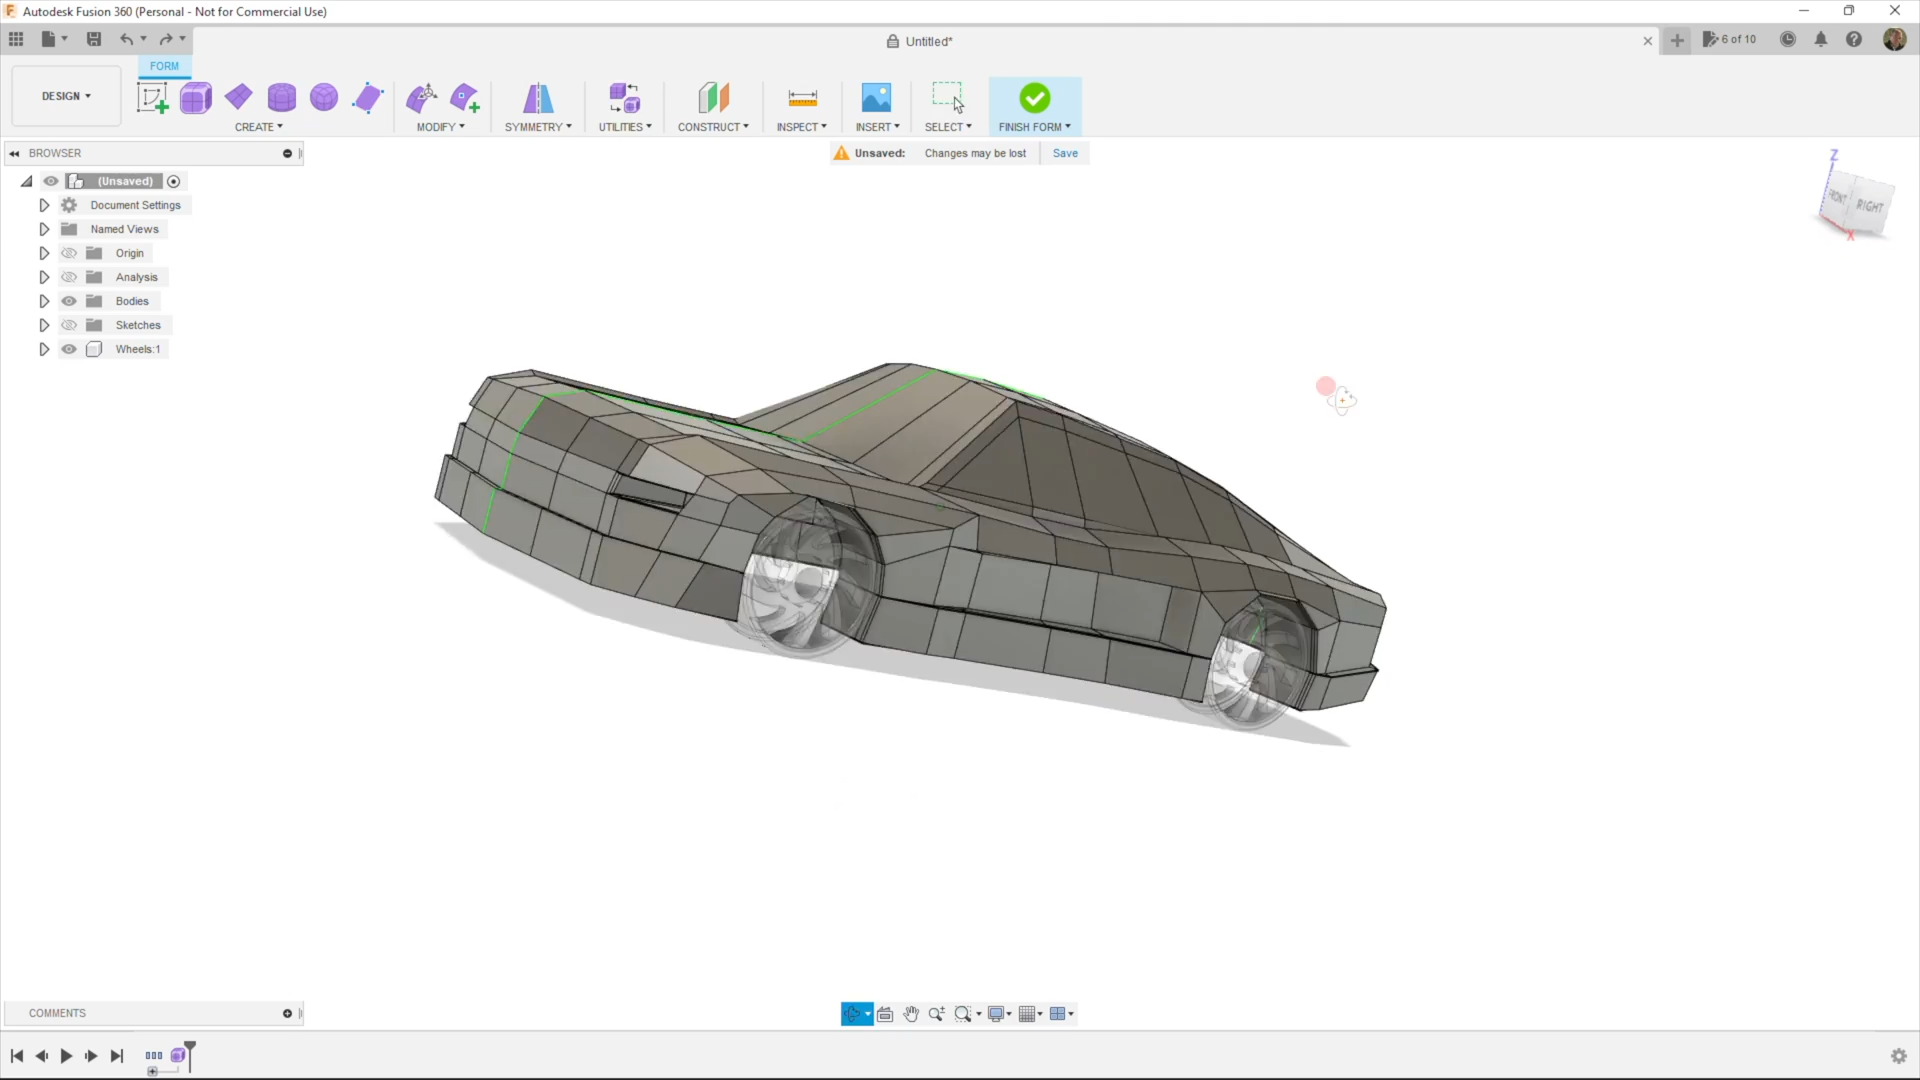 Autodesk Fusion 360 (Personal - Not for Commercial Use)
Untitled*
6 of 10
FORM
DESIGN
CREATE
MODIFY
SYMMETRY
UTILITIES
CONSTRUCT
INSPECT
INSERT
SELECT
FINISH FORM
BROWSER
Unsaved: Changes may be lost Save
(Unsaved)
Document Settings
Named Views
Origin
Analysis
Bodies
Sketches
Wheels:1
Z
FRONT
RIGHT
X
COMMENTS